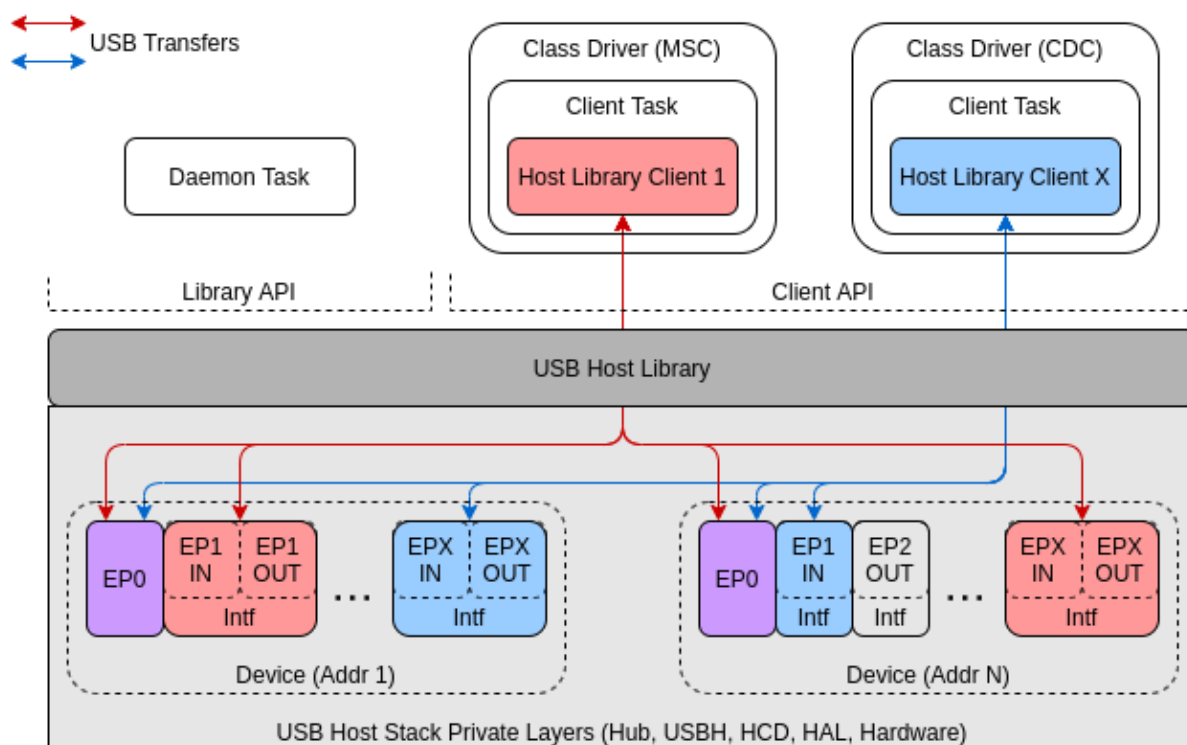 USB Transfers
Class Driver (MSC)
Class Driver (CDC)
Client Task
Client Task
Daemon Task
Host Library Client 1
Host Library Client X
Library API
Client API
USB Host Library
EP0
EP1
IN
EP1
OUT
Intf
...
EPX
IN
EPX
OUT
Intf
Device (Addr 1)
EP0
EP1
IN
Intf
EP2
OUT
Intf
...
EPX
IN
EPX
OUT
Intf
Device (Addr N)
USB Host Stack Private Layers (Hub, USBH, HCD, HAL, Hardware)